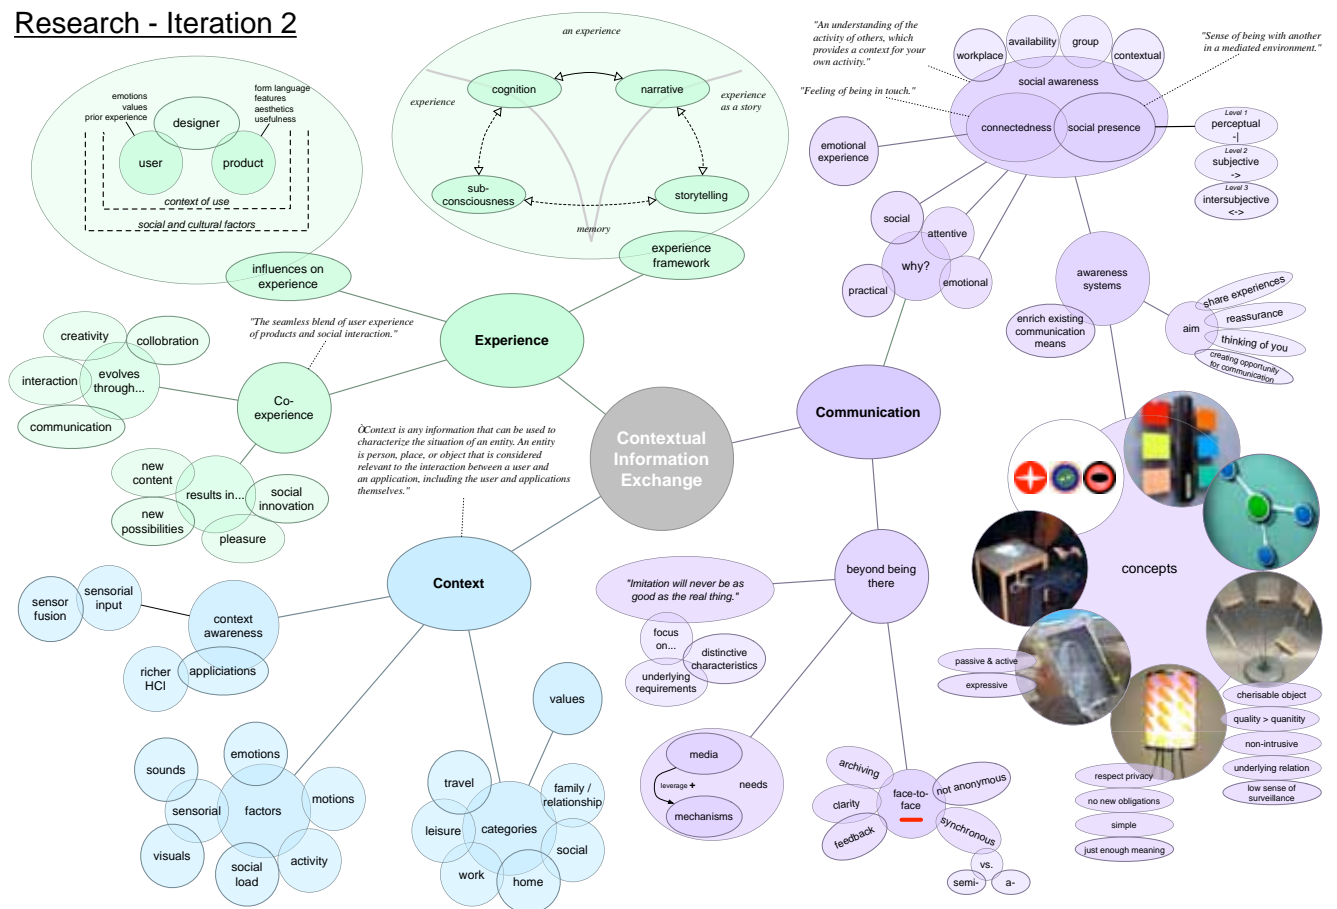 Research - Iteration 2
emotions
values
prior experience
form language
features
aesthetics
usefulness
designer
user
product
context of use
social and cultural factors
influences on
experience
an experience
experience
experience
as a story
cognition
narrative
sub-
consciousness
storytelling
memory
experience
framework
Experience
"The seamless blend of user experience
of products and social interaction."
Co-
experience
creativity
collobration
interaction
evolves
through...
communication
new
content
results in...
social
innovation
new
possibilities
pleasure
Contextual
Information
Exchange
ÒContext is any information that can be used to
characterize the situation of an entity. An entity
is person, place, or object that is considered
relevant to the interaction between a user and
an application, including the user and applications
themselves."
Context
sensor
fusion
sensorial
input
context
awareness
richer
HCI
appliciations
emotions
sounds
sensorial
factors
motions
visuals
social
load
activity
values
travel
family /
relationship
leisure
categories
social
work
home
Communication
"An understanding of the
activity of others, which
provides a context for your
own activity."
"Feeling of being in touch."
"Sense of being with another
in a mediated environment."
workplace
availability
group
contextual
social awareness
connectedness
social presence
Level 1
perceptual
-|
Level 2
subjective
->
Level 3
intersubjective
<->
emotional
experience
social
attentive
why?
practical
emotional
awareness
systems
enrich existing
communication
means
aim
share experiences
reassurance
thinking of you
creating opportunity
for communication
concepts
passive & active
expressive
cherisable object
quality > quanitity
non-intrusive
underlying relation
low sense of
surveillance
respect privacy
no new obligations
simple
just enough meaning
beyond being
there
"Imitation will never be as
good as the real thing."
focus
on...
distinctive
characteristics
underlying
requirements
media
leverage +
needs
mechanisms
archiving
clarity
feedback
face-to-
face
not anonymous
synchronous
vs.
semi-
a-